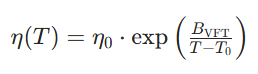 η(T) = η₀ · exp (B_VFT / T−T₀)